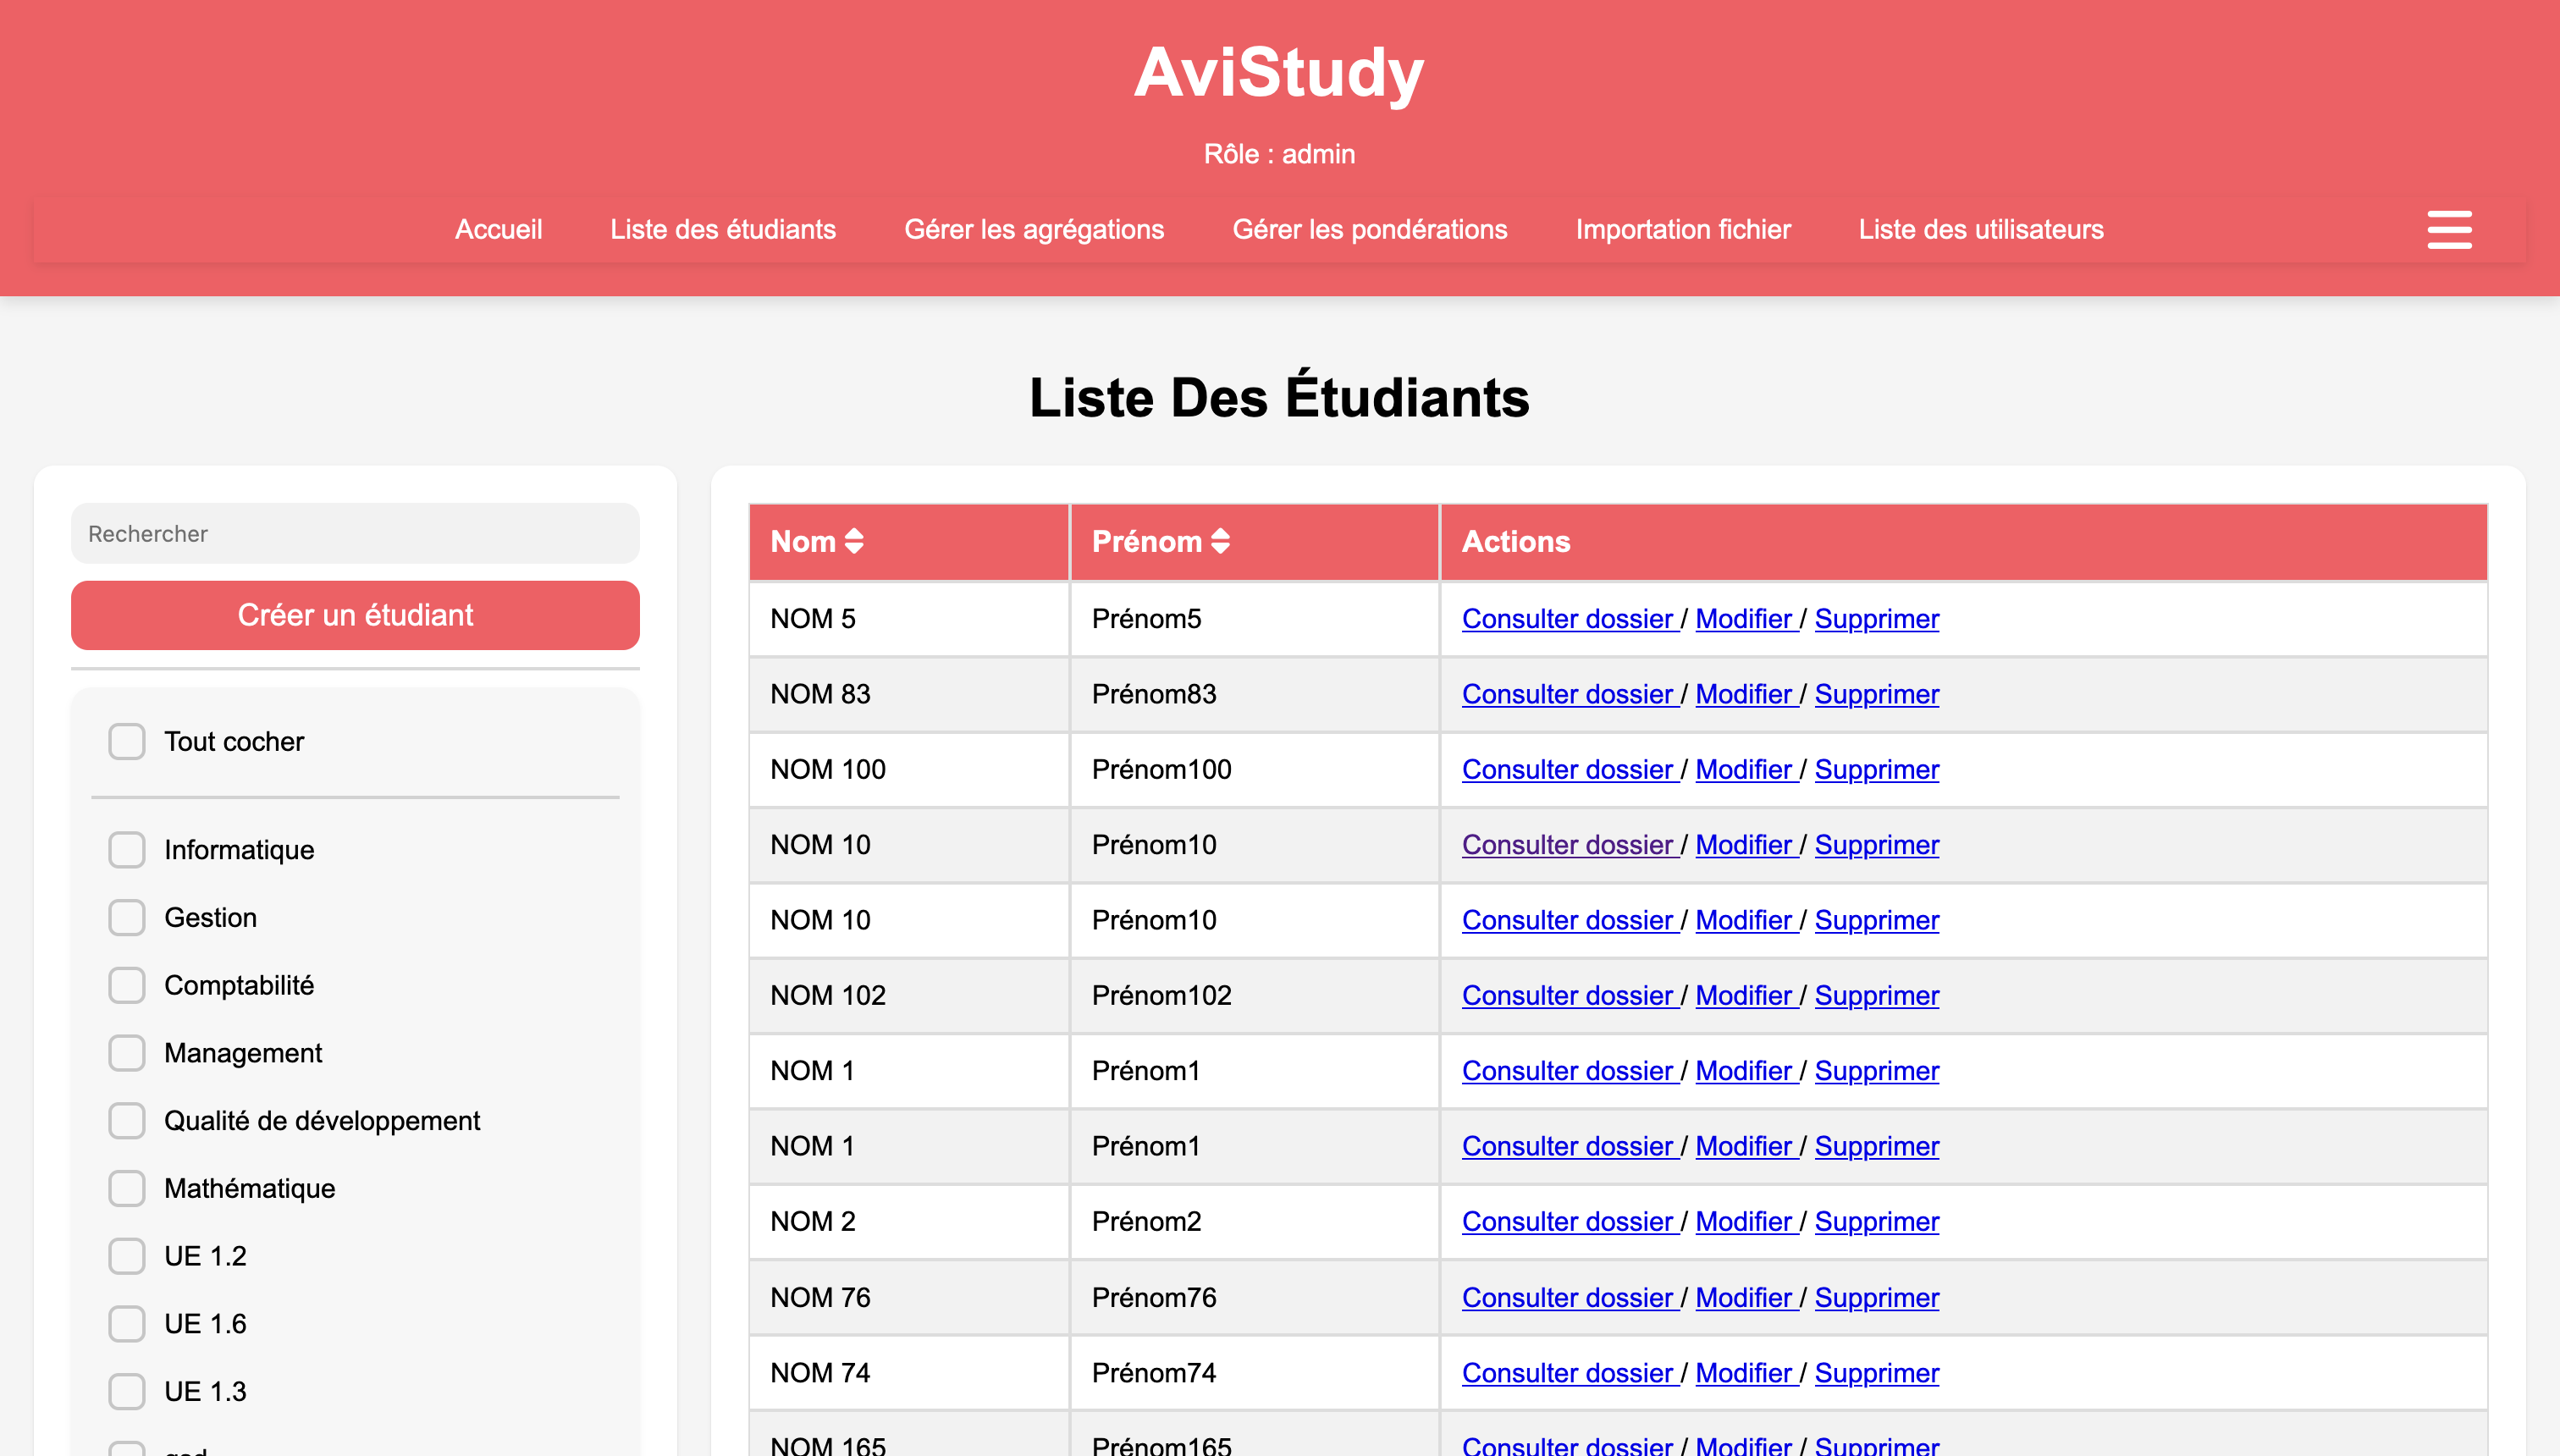 AviStudy
Rôle : admin
Accueil Liste des étudiants Gérer les agrégations Gérer les pondérations Importation fichier Liste des utilisateurs
Liste Des Étudiants
Rechercher
Créer un étudiant
Tout cocher
Informatique
Gestion
Comptabilité
Management
Qualité de développement
Mathématique
UE 1.2
UE 1.6
UE 1.3
Nom Prénom Actions
NOM 5 Prénom5 Consulter dossier / Modifier / Supprimer
NOM 83 Prénom83 Consulter dossier / Modifier / Supprimer
NOM 100 Prénom100 Consulter dossier / Modifier / Supprimer
NOM 10 Prénom10 Consulter dossier / Modifier / Supprimer
NOM 10 Prénom10 Consulter dossier / Modifier / Supprimer
NOM 102 Prénom102 Consulter dossier / Modifier / Supprimer
NOM 1 Prénom1 Consulter dossier / Modifier / Supprimer
NOM 1 Prénom1 Consulter dossier / Modifier / Supprimer
NOM 2 Prénom2 Consulter dossier / Modifier / Supprimer
NOM 76 Prénom76 Consulter dossier / Modifier / Supprimer
NOM 74 Prénom74 Consulter dossier / Modifier / Supprimer
NOM 165 Prénom165 Consulter dossier / Modifier / Supprimer